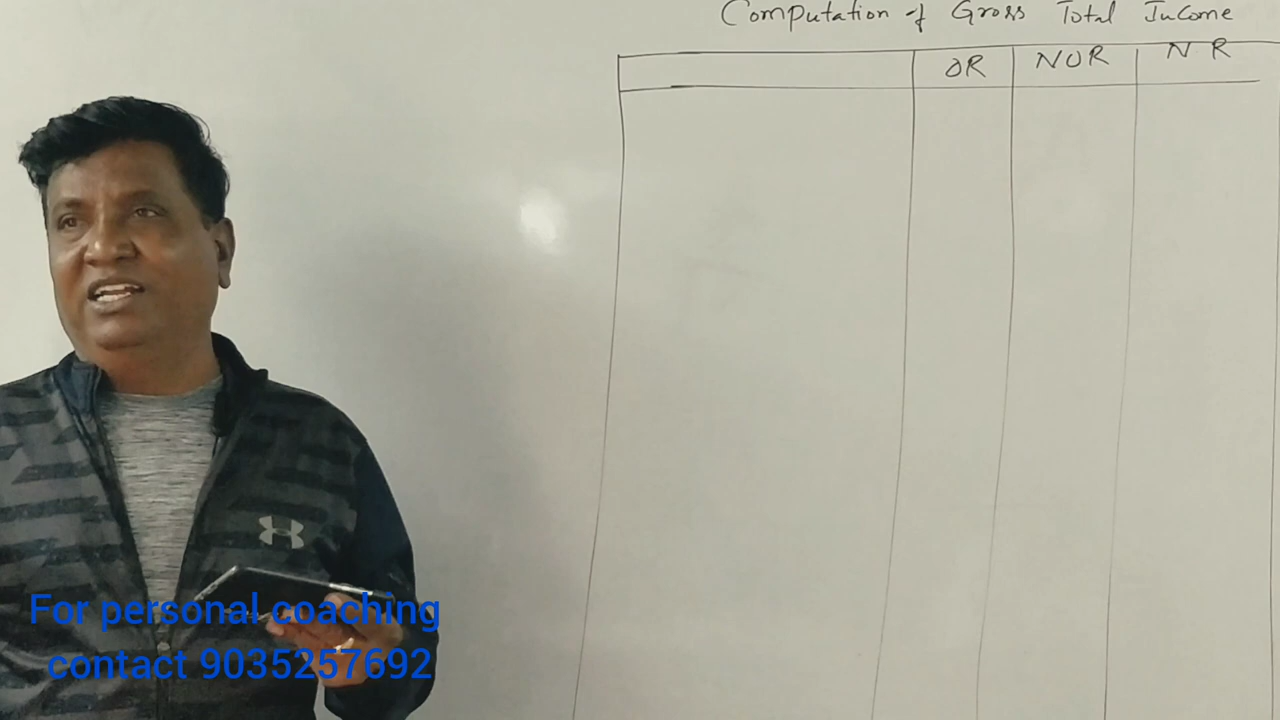 Computation of Gross Total Income
OR NOR NR
For personal coaching
contact 9035257692